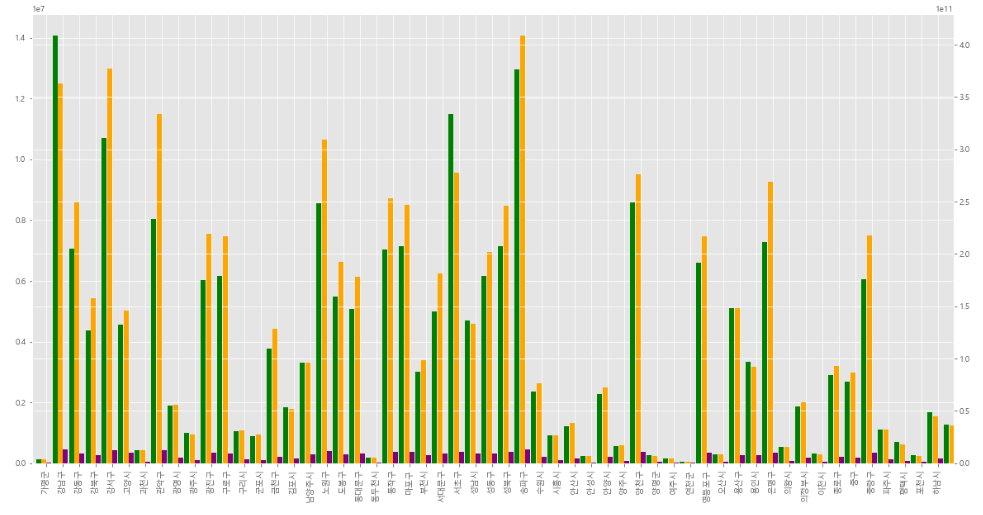 1e7
1e11
1.4
1.2
1.0
0.8
0.6
0.4
0.2
0.0
4.0
3.5
3.0
2.5
2.0
1.5
1.0
0.5
0.0
가평군
강남구
강동구
강북구
강서구
고양시
과천시
관악구
광명시
광주시
광진구
구로구
구리시
군포시
금천구
김포시
남양주시
노원구
도봉구
동대문구
동두천시
동작구
마포구
부천시
서대문구
서초구
성남시
성동구
성북구
송파구
수원시
시흥시
안산시
안성시
안양시
양주시
양천구
양평군
여주시
연천군
영등포구
오산시
용산구
용인시
은평구
의왕시
의정부시
이천시
종로구
중구
중랑구
파주시
평택시
포천시
하남시